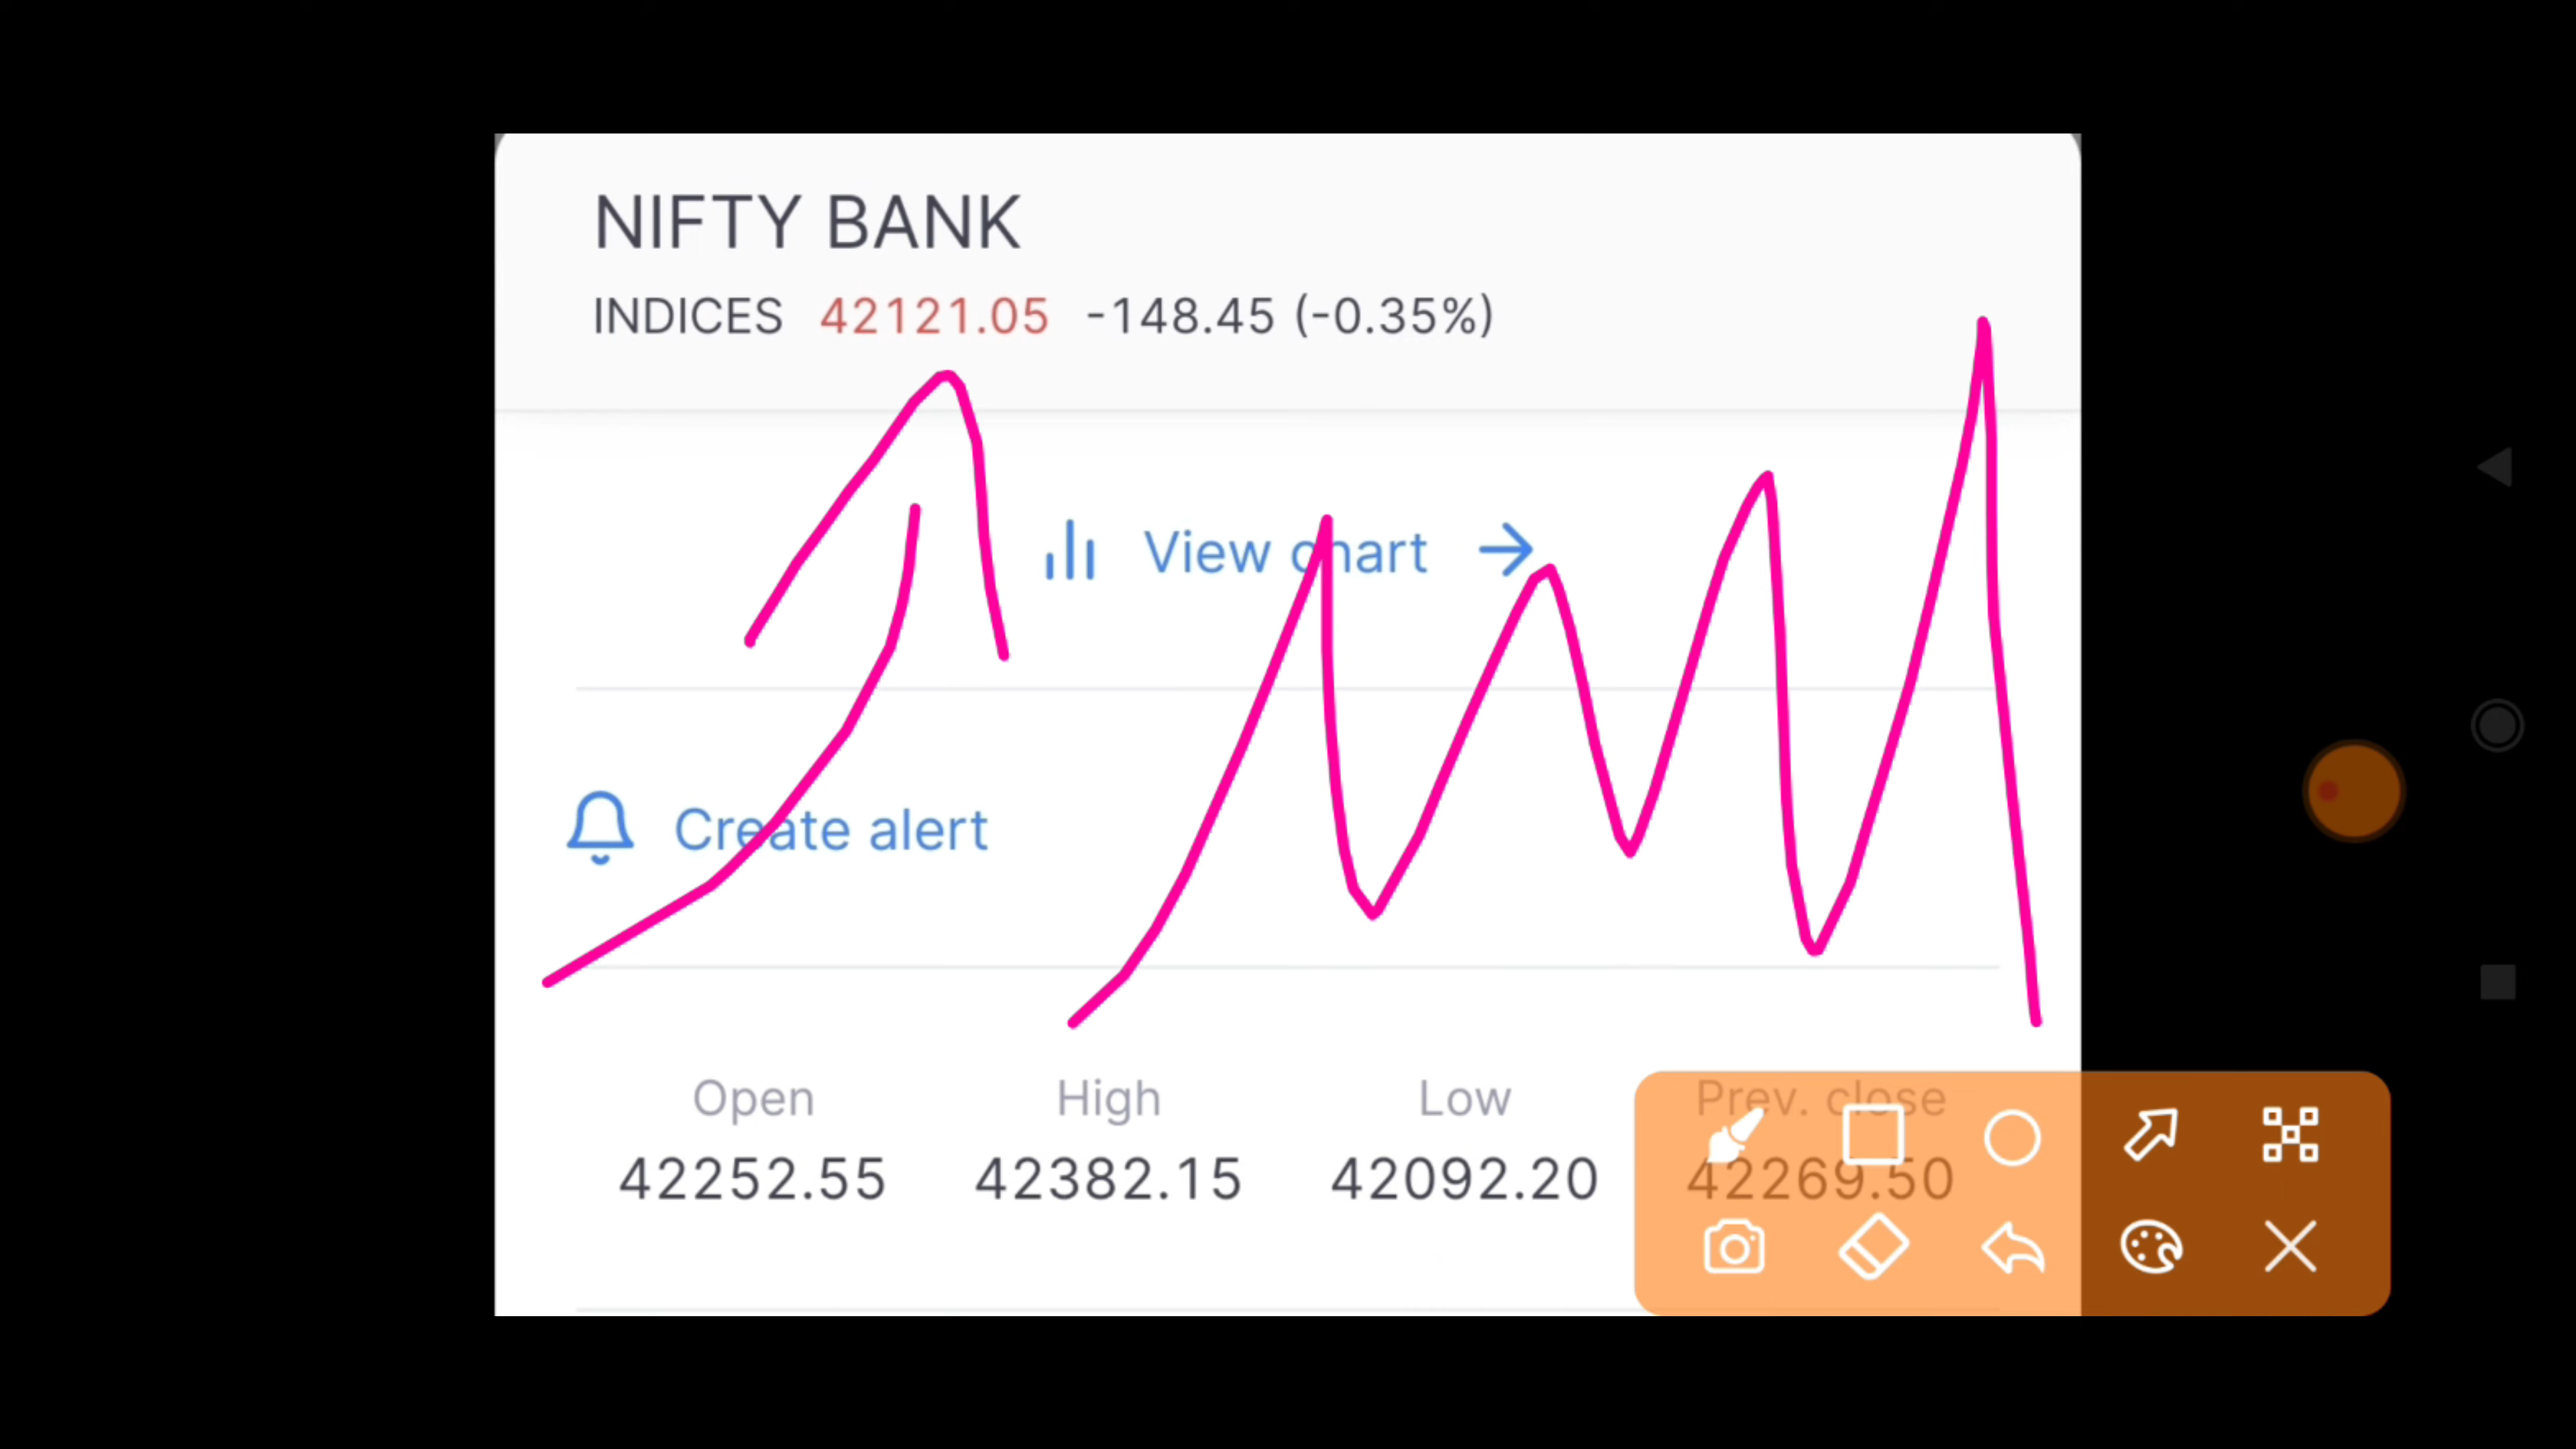 NIFTY BANK
INDICES 42121.05 -148.45 (-0.35%)
View chart
Create alert
Open High Low Prev. close
42252.55 42382.15 42092.20 42269.50